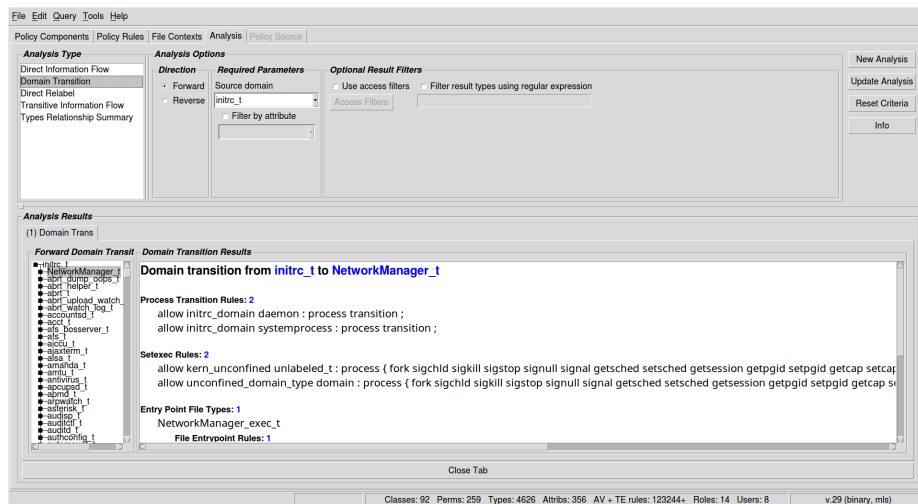 File Edit Query Tools Help
Policy Components Policy Rules File Contexts Analysis Policy Source
Analysis Type
Direct Information Flow
Domain Transition
Direct Relabel
Transitive Information Flow
Types Relationship Summary
Analysis Options
Direction
Forward
Reverse
Required Parameters
Source domain
initrc_t
Filter by attribute
Optional Result Filters
Use access filters Filter result types using regular expression
Access Filters
New Analysis
Update Analysis
Reset Criteria
Info
Analysis Results
(1) Domain Trans
Forward Domain Transit
initrc_t
NetworkManager_t
abrt_dump_oops_t
abrt_helper_t
abrt_t
abrt_upload_watch_
abrt_watch_log_t
accountsd_t
acct_t
afs_bosserver_t
afs_t
aiccu_t
ajaxterm_t
alsa_t
amanda_t
amtu_t
antivirus_t
apcupsd_t
apmd_t
arpwatch_t
asterisk_t
audisp_t
auditctl_t
auditd_t
authconfig_t
Domain Transition Results
Domain transition from initrc_t to NetworkManager_t
Process Transition Rules: 2
allow initrc_domain daemon : process transition ;
allow initrc_domain systemprocess : process transition ;
Setexec Rules: 2
allow kern_unconfined unlabeled_t : process { fork sigchld sigkill sigstop signull signal getsched setsched getsession getpgid setpgid getcap setcap
allow unconfined_domain_type domain : process { fork sigchld sigkill sigstop signull signal getsched setsched getsession getpgid setpgid getcap se
Entry Point File Types: 1
NetworkManager_exec_t
File Entrypoint Rules: 1
Close Tab
Classes: 92 Perms: 259 Types: 4626 Attribs: 356 AV + TE rules: 123244+ Roles: 14 Users: 8 v.29 (binary, mls)